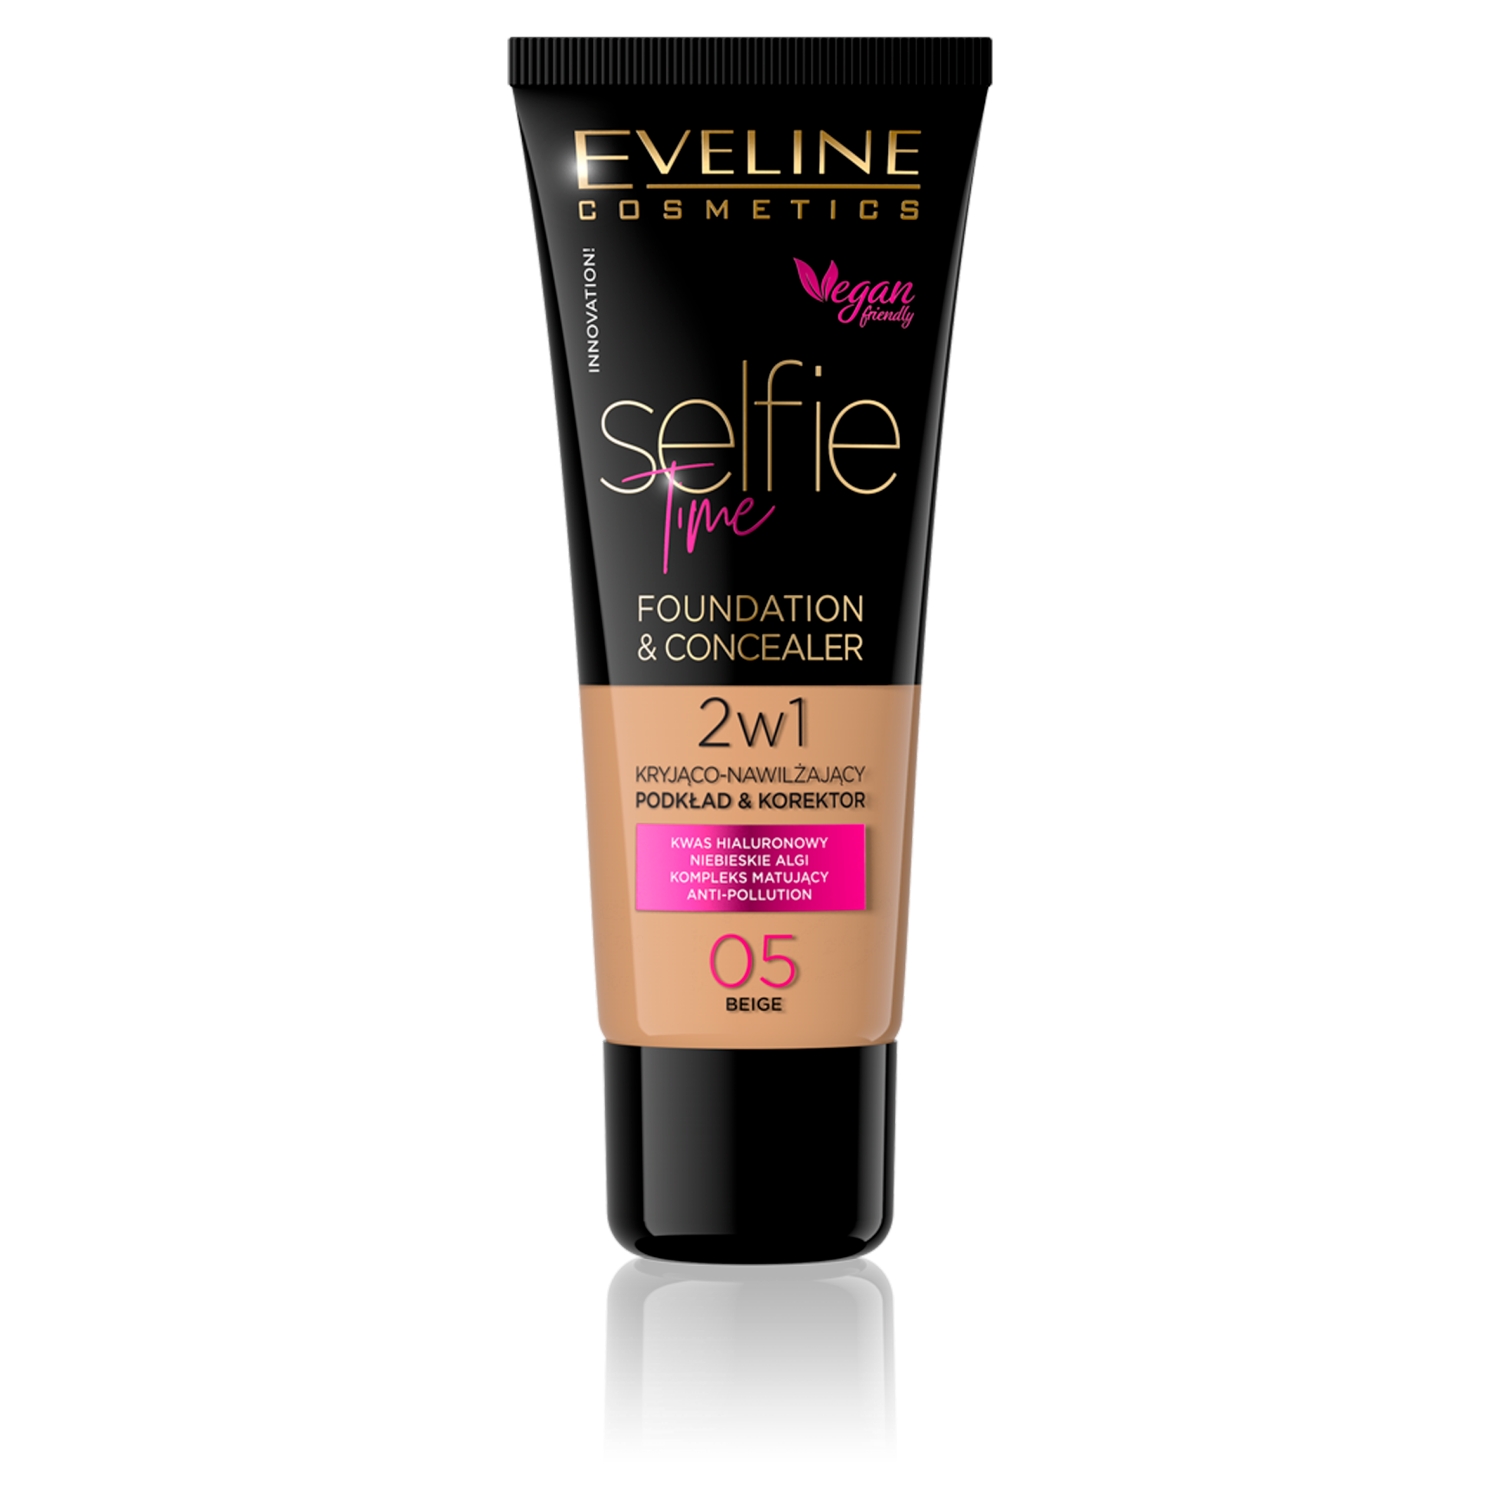 EVELINE
COSMETICS
INNOVATION!
Vegan
friendly
selfie
Time
FOUNDATION
& CONCEALER
2w1
KRYJĄCO-NAWILŻAJĄCY
PODKŁAD & KOREKTOR
KWAS HIALURONOWY
NIEBIESKIE ALGI
KOMPLEKS MATUJĄCY
ANTI-POLLUTION
05
BEIGE